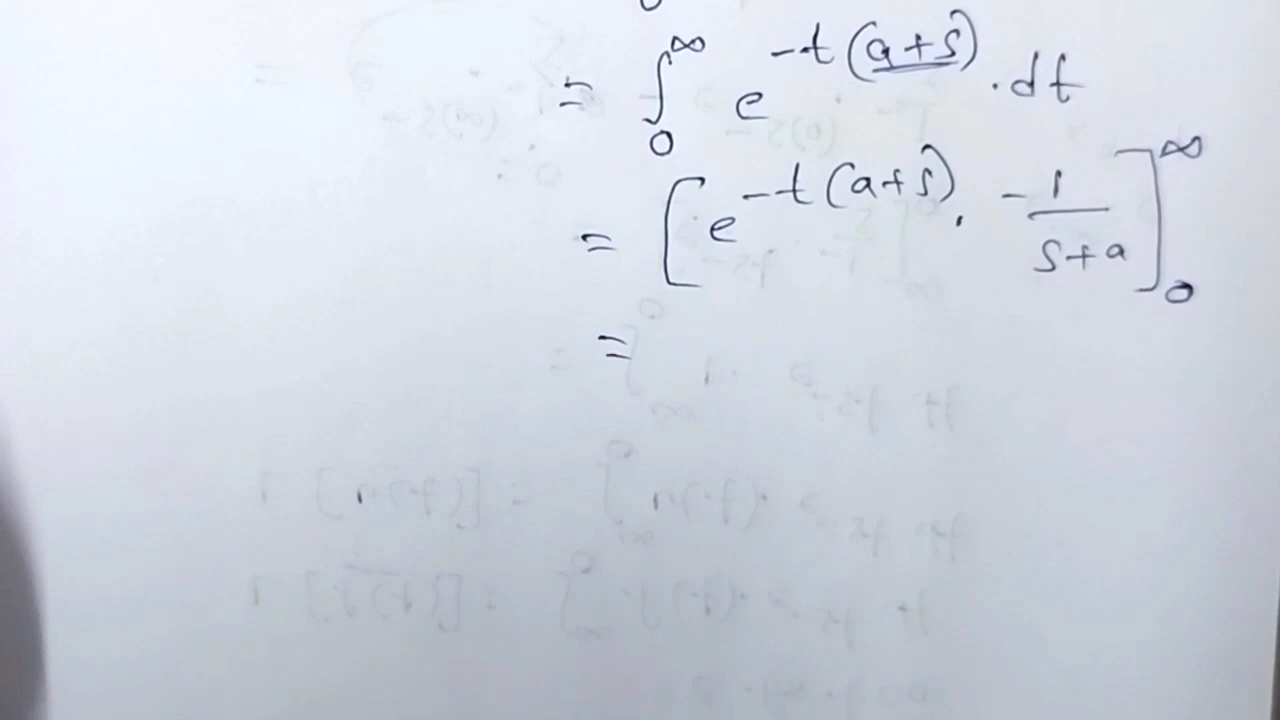 = ∫₀^∞ e^{-t(a+s)} . dt
= [e^{-t(a+s)} . -1/(s+a)]₀^∞
=